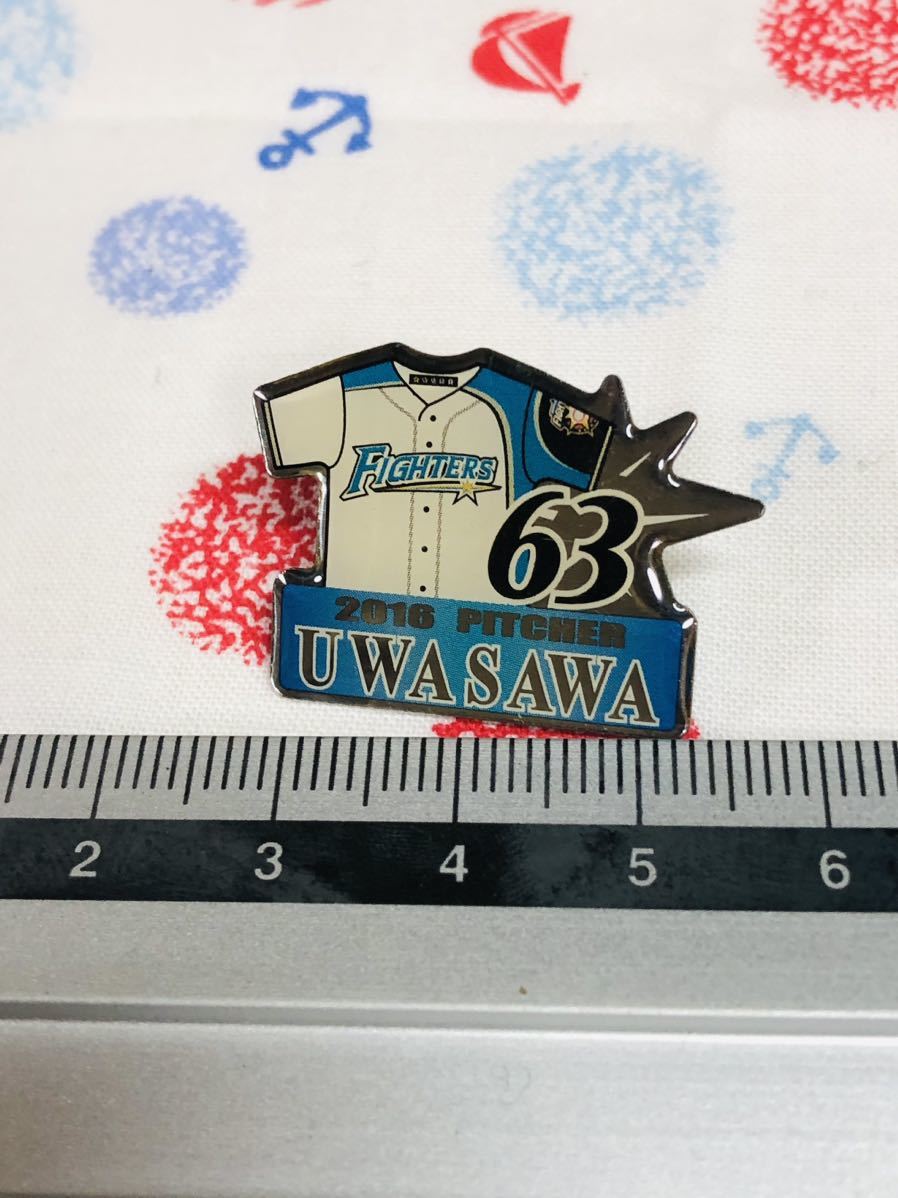 FIGHTERS
63
2016 PITCHER
UWASAWA
2 3 4 5 6